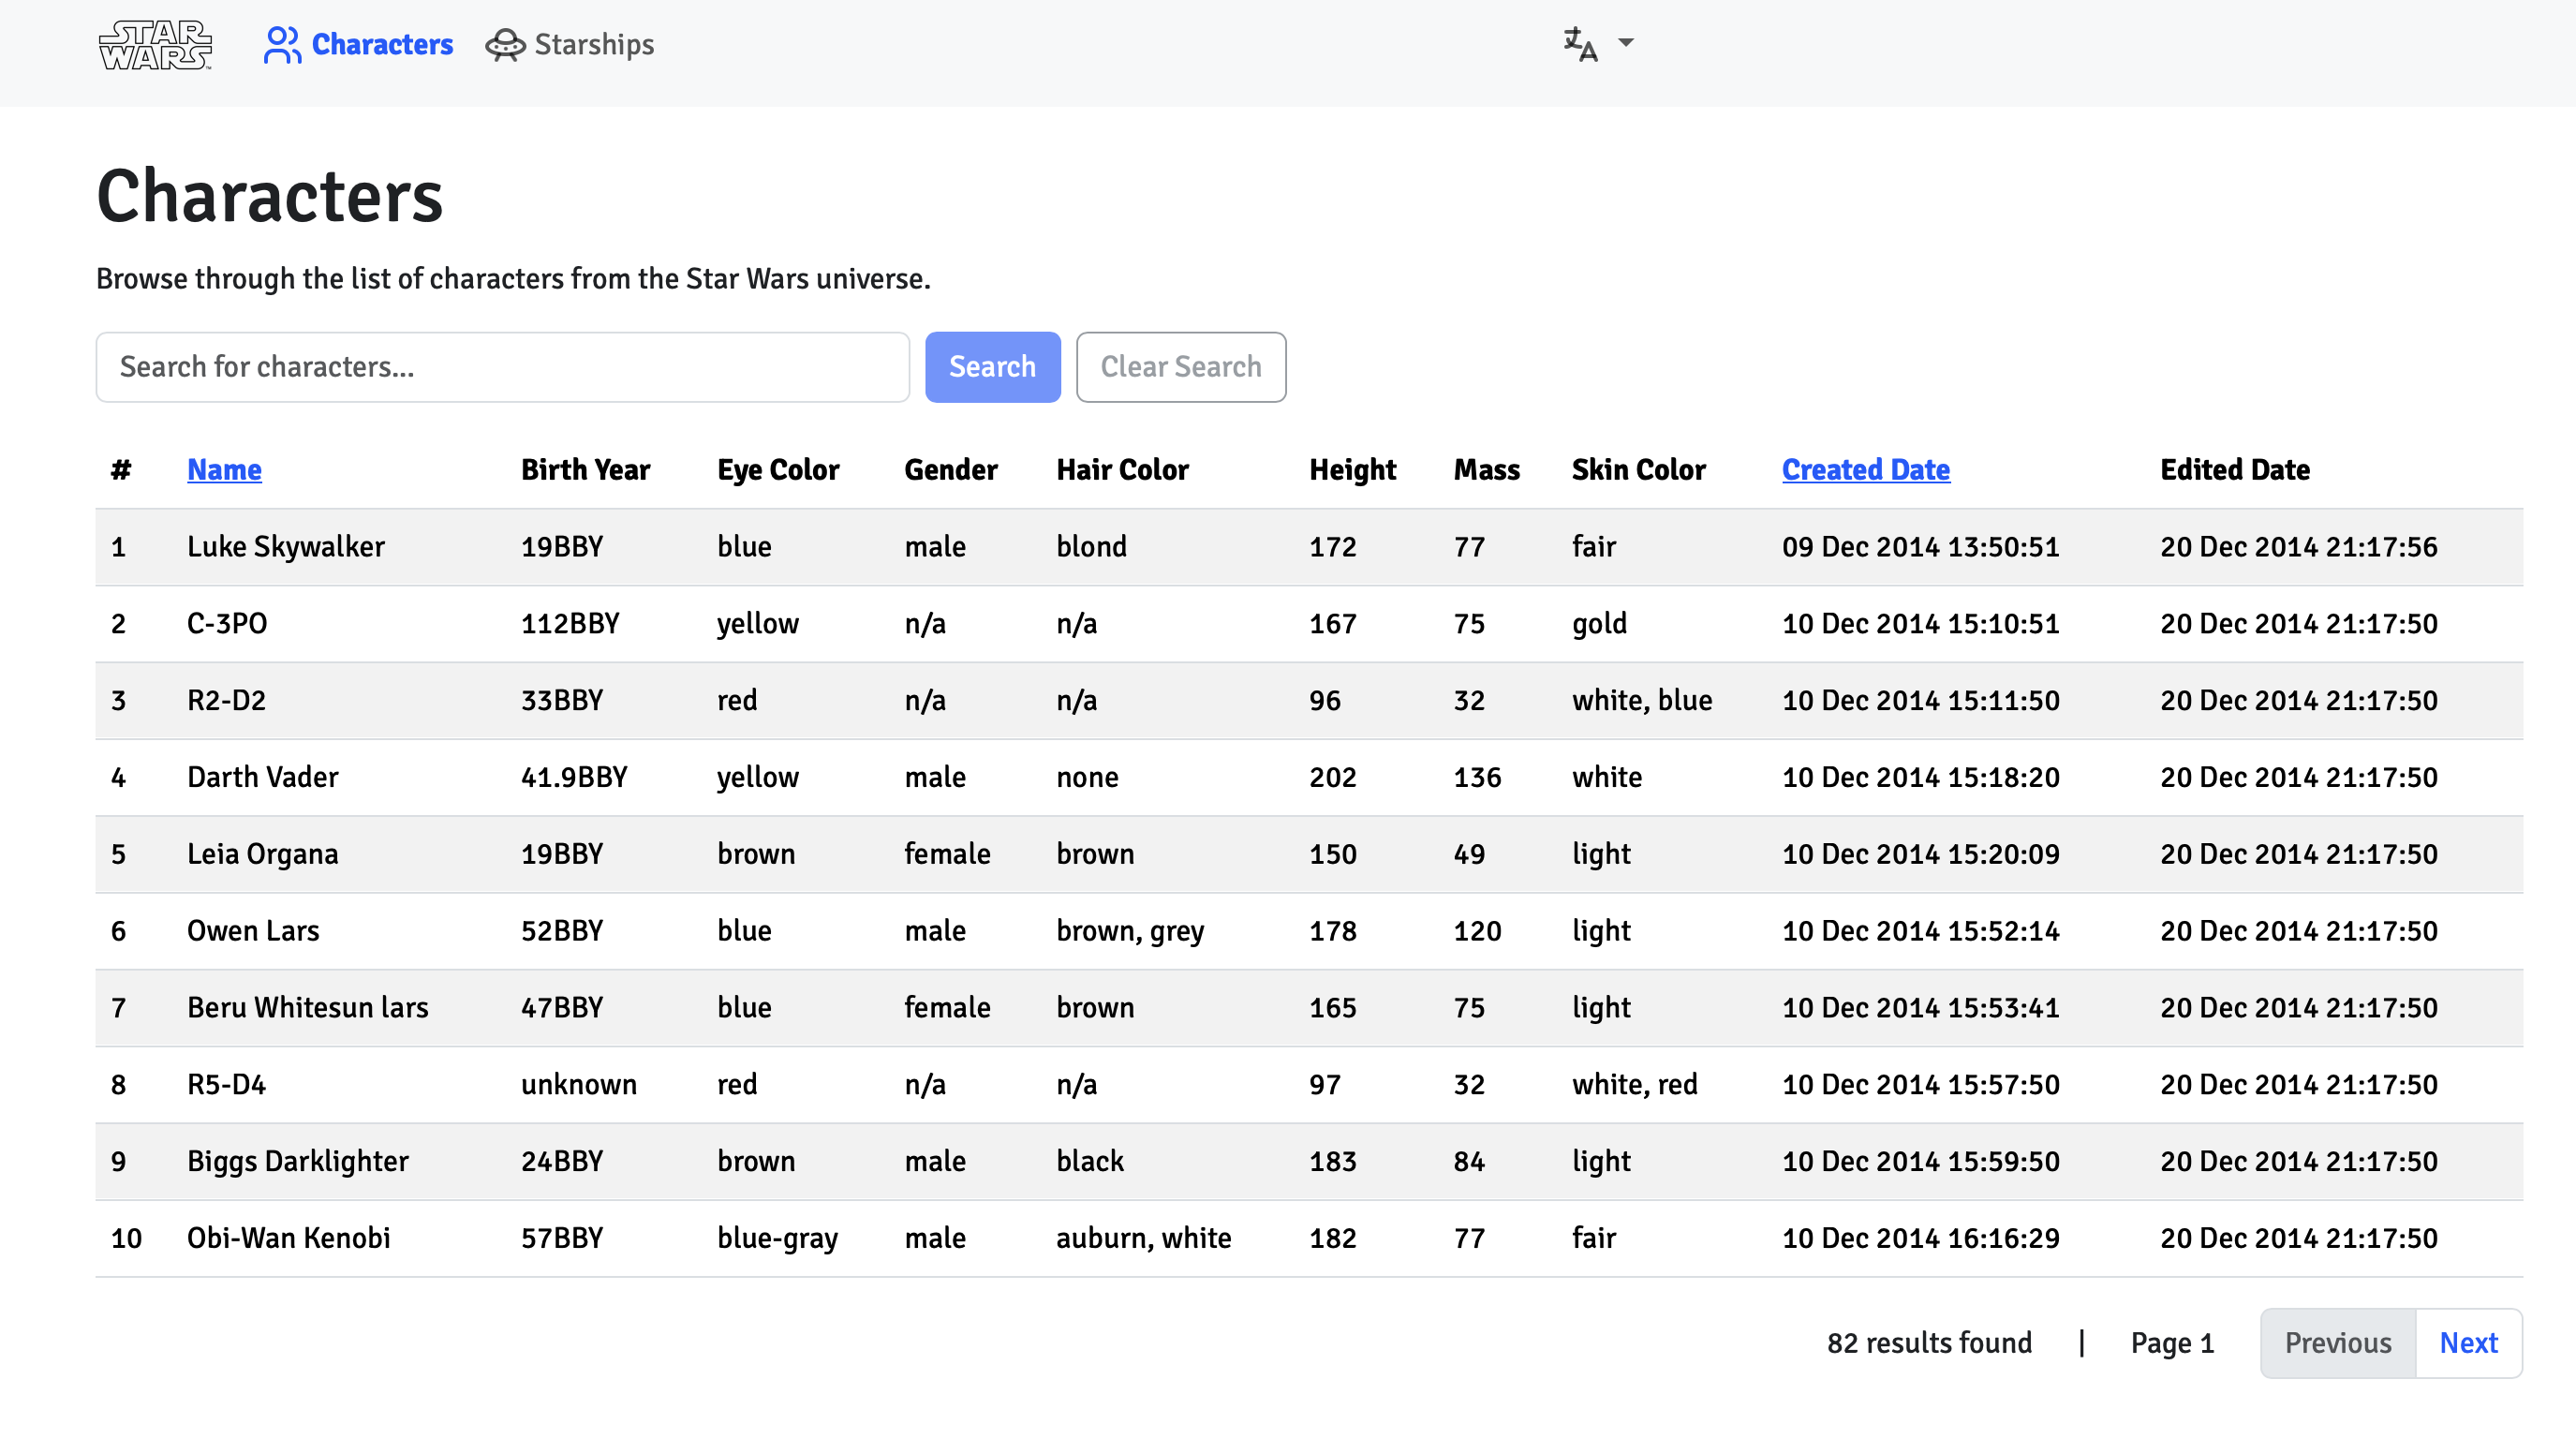 STAR WARS™ Characters Starships
Characters
Browse through the list of characters from the Star Wars universe.
Search for characters... Search Clear Search
# Name Birth Year Eye Color Gender Hair Color Height Mass Skin Color Created Date Edited Date
1 Luke Skywalker 19BBY blue male blond 172 77 fair 09 Dec 2014 13:50:51 20 Dec 2014 21:17:56
2 C-3PO 112BBY yellow n/a n/a 167 75 gold 10 Dec 2014 15:10:51 20 Dec 2014 21:17:50
3 R2-D2 33BBY red n/a n/a 96 32 white, blue 10 Dec 2014 15:11:50 20 Dec 2014 21:17:50
4 Darth Vader 41.9BBY yellow male none 202 136 white 10 Dec 2014 15:18:20 20 Dec 2014 21:17:50
5 Leia Organa 19BBY brown female brown 150 49 light 10 Dec 2014 15:20:09 20 Dec 2014 21:17:50
6 Owen Lars 52BBY blue male brown, grey 178 120 light 10 Dec 2014 15:52:14 20 Dec 2014 21:17:50
7 Beru Whitesun lars 47BBY blue female brown 165 75 light 10 Dec 2014 15:53:41 20 Dec 2014 21:17:50
8 R5-D4 unknown red n/a n/a 97 32 white, red 10 Dec 2014 15:57:50 20 Dec 2014 21:17:50
9 Biggs Darklighter 24BBY brown male black 183 84 light 10 Dec 2014 15:59:50 20 Dec 2014 21:17:50
10 Obi-Wan Kenobi 57BBY blue-gray male auburn, white 182 77 fair 10 Dec 2014 16:16:29 20 Dec 2014 21:17:50
82 results found | Page 1 Previous Next